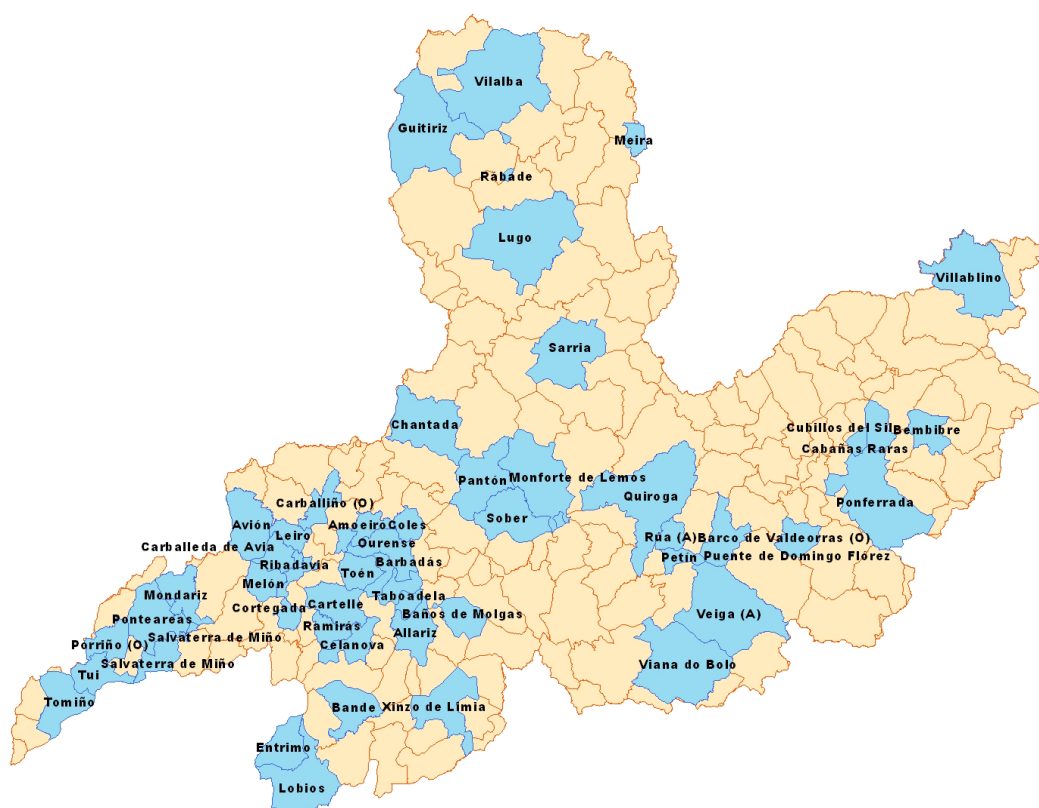 Vilalba
Guitiriz
Meira
Rábade
Lugo
Villablino
Sarria
Chantada
Cubillos del Sil
Bembibre
Cabañas Raras
Pantón
Monforte de Lemos
Quiroga
Ponferrada
Carballiño (O)
Sober
Avión
Amoeiro
Coles
Leiro
Ourense
Rúa (A)
Barco de Valdeorras (O)
Carballeda de Avia
Petín
Puente de Domingo Flórez
Ribadavia
Toén
Barbadás
Melón
Mondariz
Taboadela
Cortegada
Cartelle
Baños de Molgas
Veiga (A)
Ponteareas
Ramirás
Allariz
Salvaterra de Miño
Porriño (O)
Celanova
Salvaterra de Miño
Viana do Bolo
Tui
Tomiño
Bande
Xinzo de Limia
Entrimo
Lobios